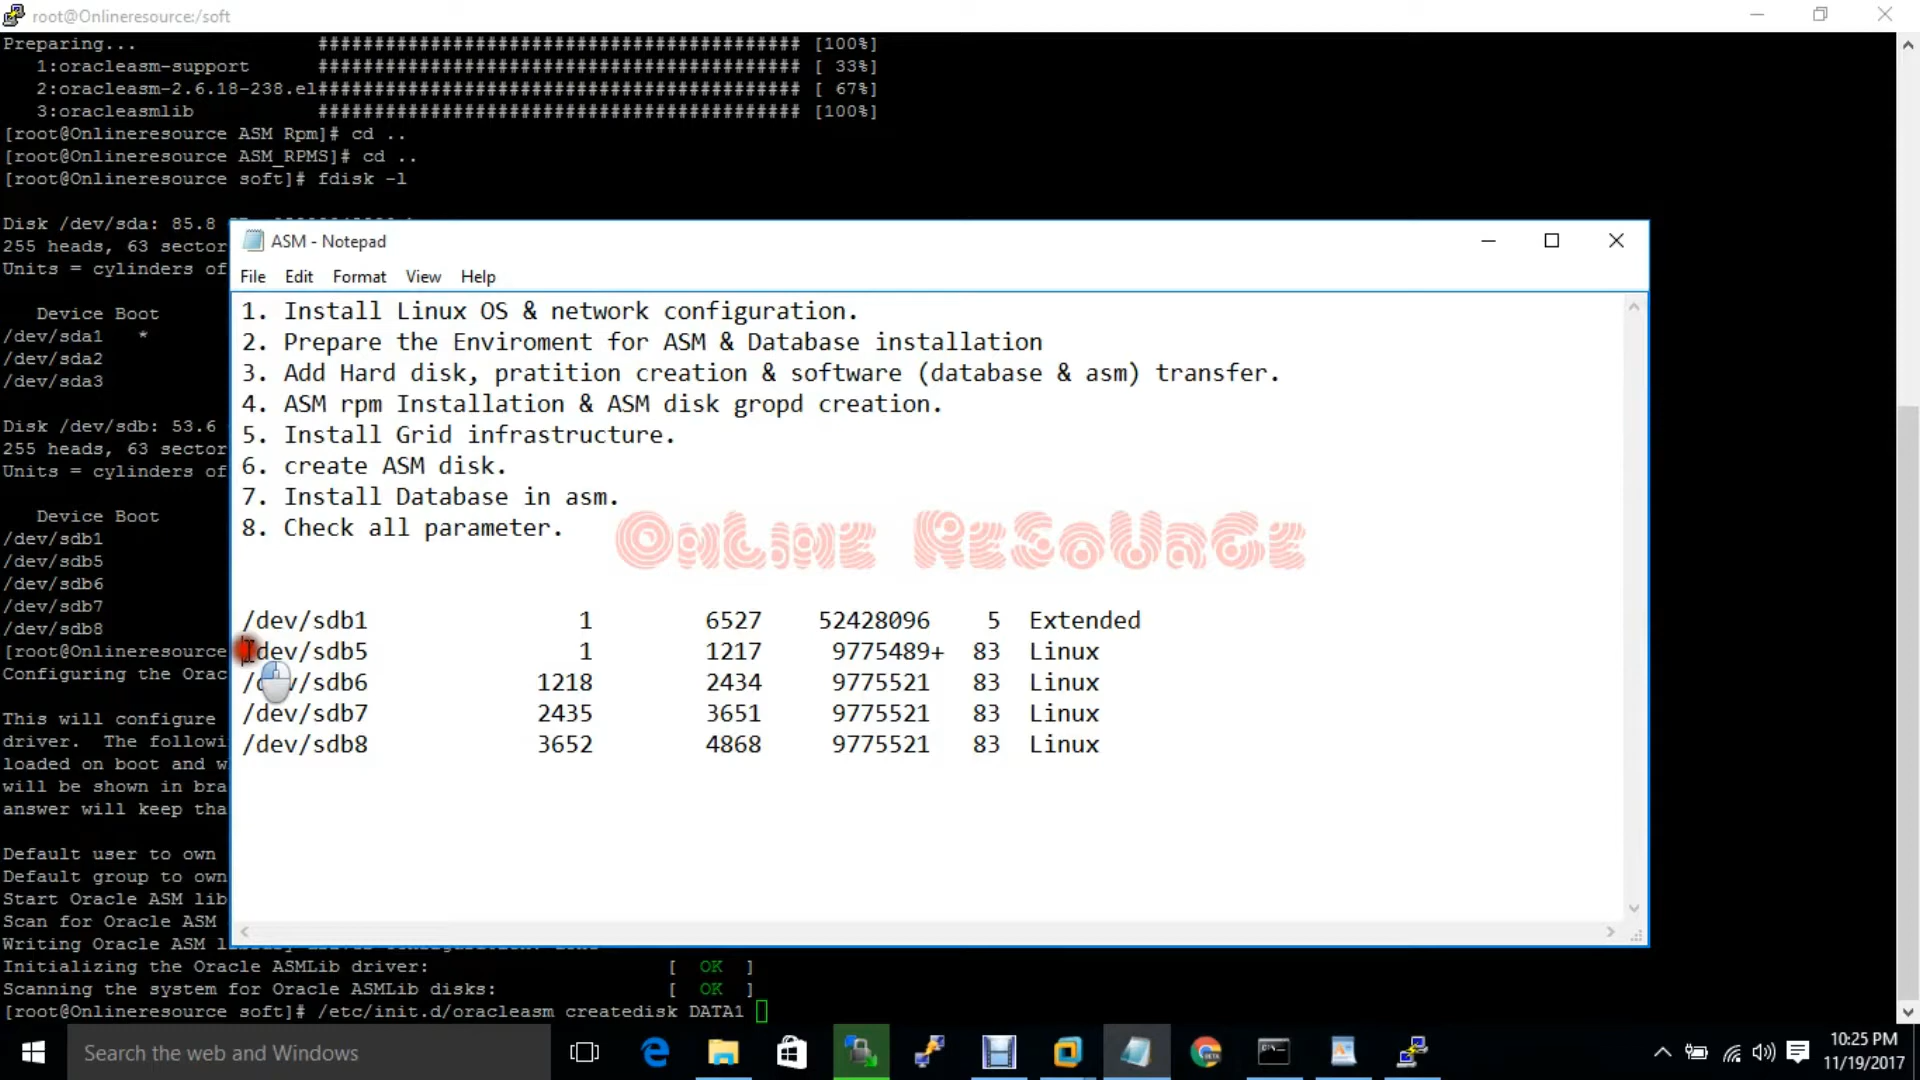 root@Onlineresource:/soft
Preparing... ########################################### [100%]
1:oracleasm-support ########################################### [ 33%]
2:oracleasm-2.6.18-238.el########################################### [ 67%]
3:oracleasmlib ########################################### [100%]
[root@Onlineresource ASM Rpm]# cd ..
[root@Onlineresource ASM_RPMS]# cd ..
[root@Onlineresource soft]# fdisk -l
Disk /dev/sda: 85.8
255 heads, 63 sector
Units = cylinders of
Device Boot
/dev/sda1 *
/dev/sda2
/dev/sda3
Disk /dev/sdb: 53.6
255 heads, 63 sector
Units = cylinders of
Device Boot
/dev/sdb1
/dev/sdb5
/dev/sdb6
/dev/sdb7
/dev/sdb8
[root@Onlineresource
Configuring the Orac
This will configure
driver. The followi
loaded on boot and w
will be shown in bra
answer will keep tha
Default user to own
Default group to own
Start Oracle ASM lib
Scan for Oracle ASM
Writing Oracle ASM l
Initializing the Oracle ASMLib driver: [ OK ]
Scanning the system for Oracle ASMLib disks: [ OK ]
[root@Onlineresource soft]# /etc/init.d/oracleasm createdisk DATA1
ASM - Notepad
File Edit Format View Help
1. Install Linux OS & network configuration.
2. Prepare the Enviroment for ASM & Database installation
3. Add Hard disk, pratition creation & software (database & asm) transfer.
4. ASM rpm Installation & ASM disk gropd creation.
5. Install Grid infrastructure.
6. create ASM disk.
7. Install Database in asm.
8. Check all parameter.
OnLiNE ReSoUrCE
/dev/sdb1 1 6527 52428096 5 Extended
/dev/sdb5 1 1217 9775489+ 83 Linux
/dev/sdb6 1218 2434 9775521 83 Linux
/dev/sdb7 2435 3651 9775521 83 Linux
/dev/sdb8 3652 4868 9775521 83 Linux
Search the web and Windows
10:25 PM
11/19/2017